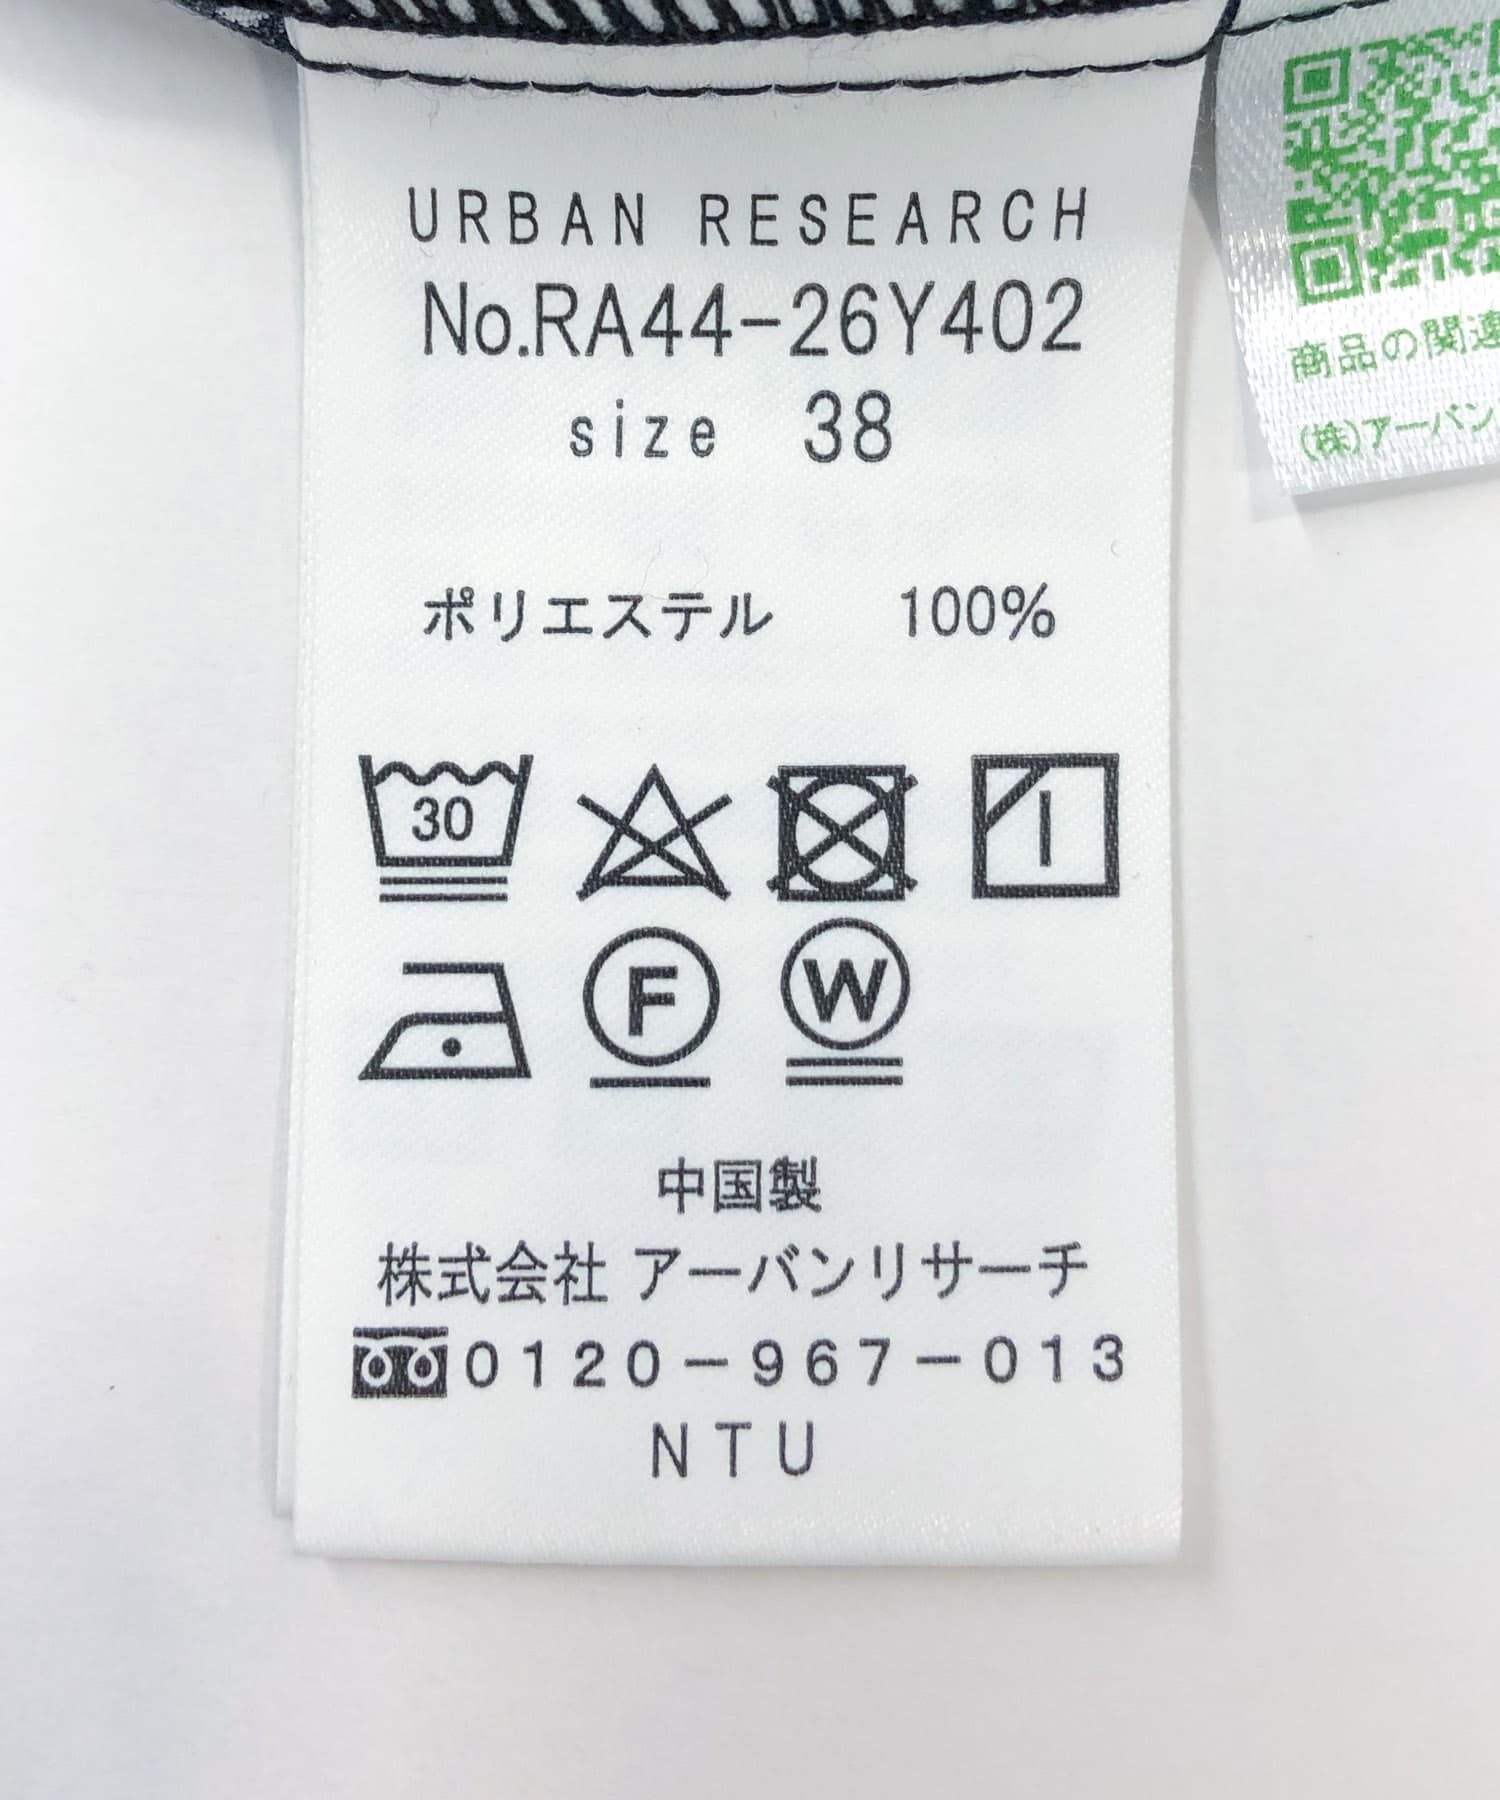 URBAN RESEARCH
No.RA44-26Y402
size 38
ポリエステル 100%
30
F W
中国製
株式会社 アーバンリサーチ
0120-967-013
NTU
商品の関連
(株)アーバン